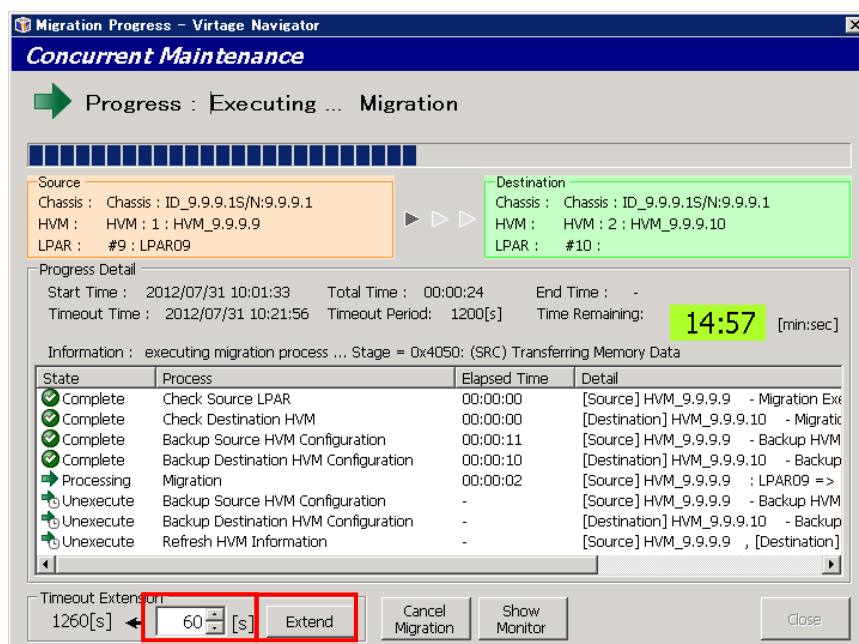 Migration Progress - Virtage Navigator
Concurrent Maintenance
Progress : Executing ... Migration
Source
Chassis : Chassis : ID_9.9.9.1S/N:9.9.9.1
HVM : HVM : 1 : HVM_9.9.9.9
LPAR : #9 : LPAR09
Destination
Chassis : Chassis : ID_9.9.9.1S/N:9.9.9.1
HVM : HVM : 2 : HVM_9.9.9.10
LPAR : #10 :
Progress Detail
Start Time : 2012/07/31 10:01:33 Total Time : 00:00:24 End Time : -
Timeout Time : 2012/07/31 10:21:56 Timeout Period: 1200[s] Time Remaining: 14:57 [min:sec]
Information : executing migration process ... Stage = 0x4050: (SRC) Transferring Memory Data
State Process Elapsed Time Detail
Complete Check Source LPAR 00:00:00 [Source] HVM_9.9.9.9 - Migration Exe
Complete Check Destination HVM 00:00:00 [Destination] HVM_9.9.9.10 - Migratic
Complete Backup Source HVM Configuration 00:00:11 [Source] HVM_9.9.9.9 - Backup HVM
Complete Backup Destination HVM Configuration 00:00:10 [Destination] HVM_9.9.9.10 - Backup
Processing Migration 00:00:02 [Source] HVM_9.9.9.9 : LPAR09 =>
Unexecute Backup Source HVM Configuration - [Source] HVM_9.9.9.9 - Backup HVM
Unexecute Backup Destination HVM Configuration - [Destination] HVM_9.9.9.10 - Backup
Unexecute Refresh HVM Information - [Source] HVM_9.9.9.9 , [Destination]
Timeout Extension
1260[s] 60 [s] Extend
Cancel Migration
Show Monitor
Close